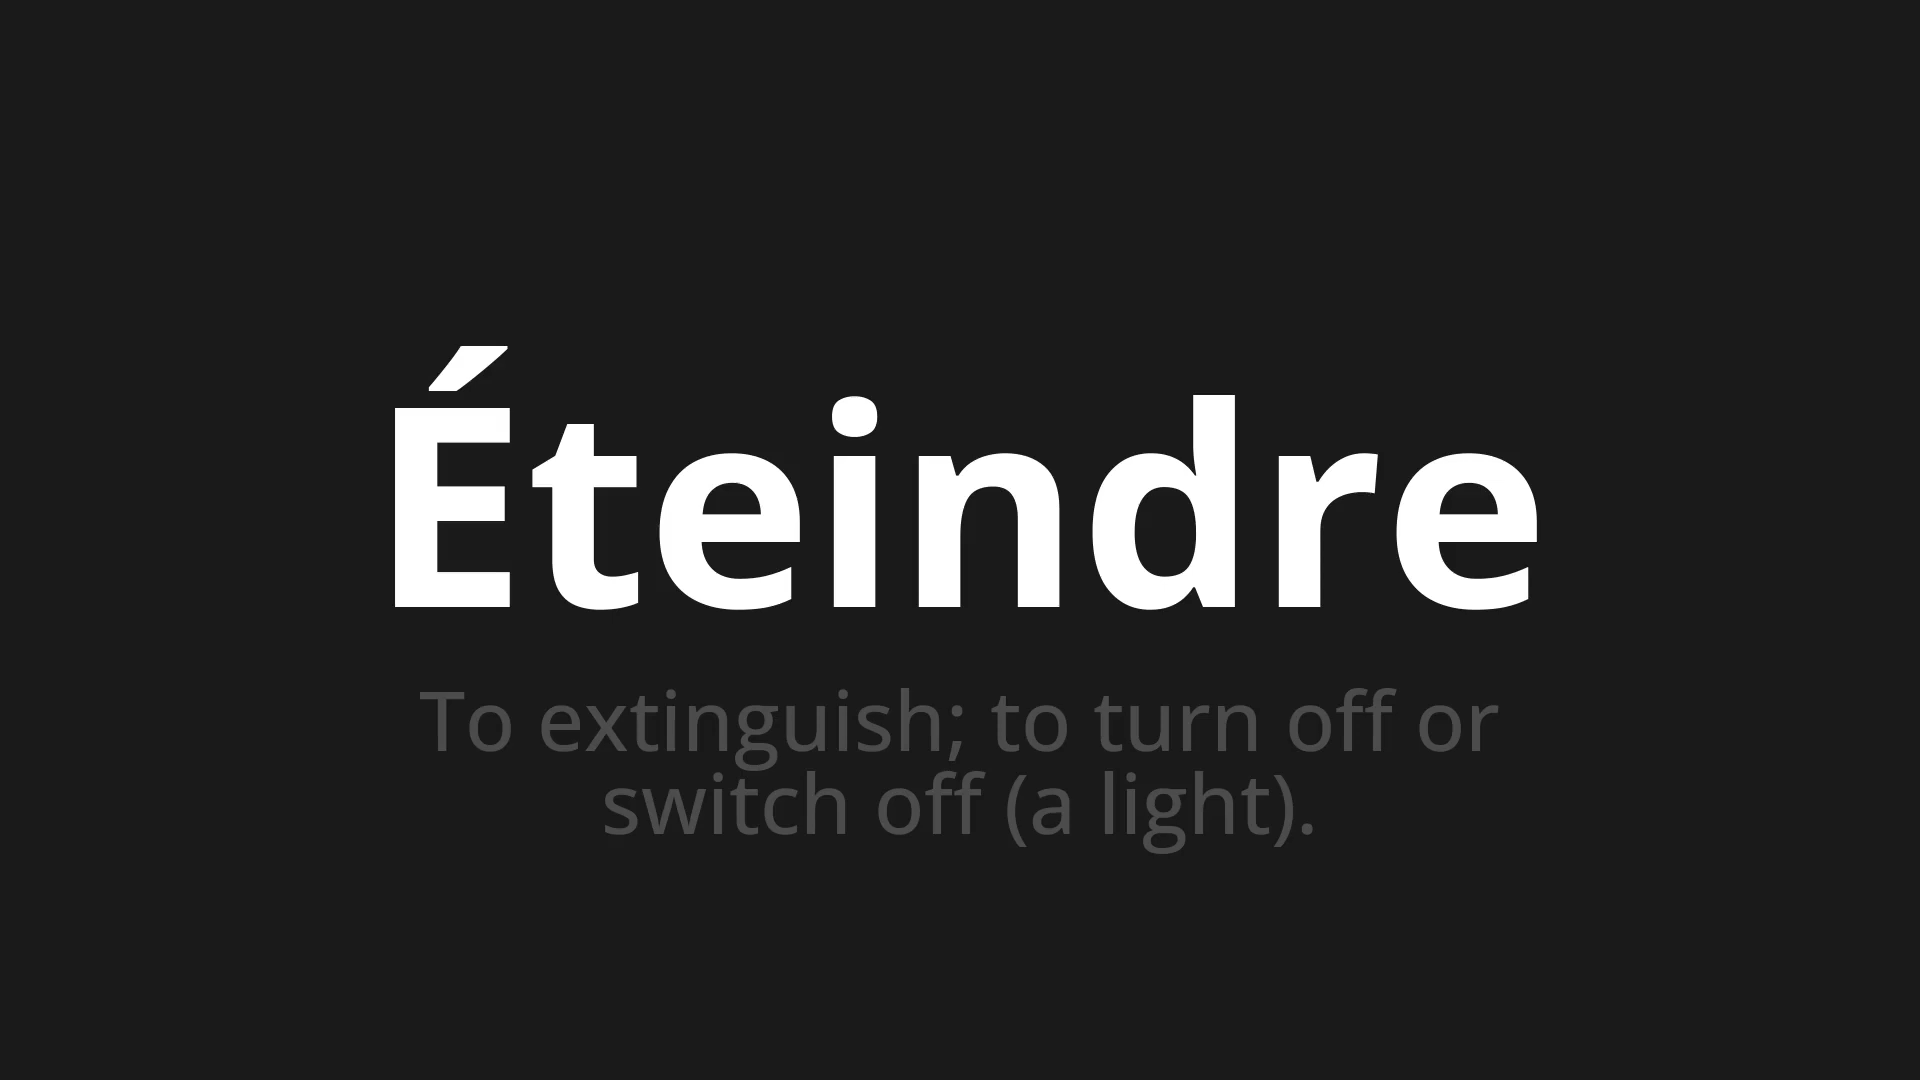 Éteindre
To extinguish; to turn off or
switch off (a light).